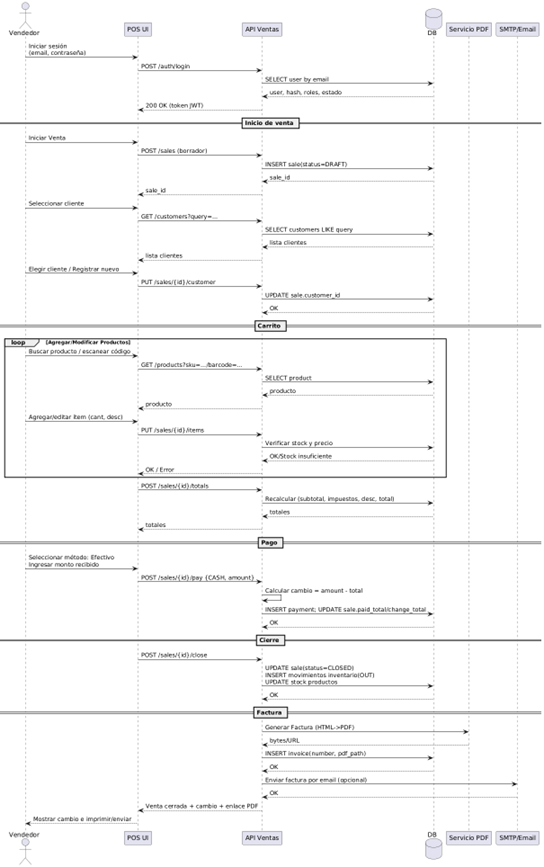 Vendedor
POS UI
API Ventas
DB
Servicio PDF
SMTP/Email
Iniciar sesión
(email, contraseña)
POST /auth/login
SELECT user by email
user, hash, roles, estado
200 OK (token JWT)
Inicio de venta
Iniciar Venta
POST /sales (borrador)
INSERT sale(status=DRAFT)
sale_id
sale_id
Seleccionar cliente
GET /customers?query=...
SELECT customers LIKE query
lista clientes
lista clientes
Elegir cliente / Registrar nuevo
PUT /sales/{id}/customer
UPDATE sale.customer_id
OK
Carrito
loop [Agregar/Modificar Productos]
Buscar producto / escanear código
GET /products?sku=.../barcode=...
SELECT product
producto
producto
Agregar/editar ítem (cant, desc)
PUT /sales/{id}/items
Verificar stock y precio
OK/Stock insuficiente
OK / Error
POST /sales/{id}/totals
Recalcular (subtotal, impuestos, desc, total)
totales
totales
Pago
Seleccionar método: Efectivo
Ingresar monto recibido
POST /sales/{id}/pay {CASH, amount}
Calcular cambio = amount - total
INSERT payment; UPDATE sale.paid_total/change_total
OK
Cierre
POST /sales/{id}/close
UPDATE sale(status=CLOSED)
INSERT movimientos inventario(OUT)
UPDATE stock productos
OK
Factura
Generar Factura (HTML->PDF)
bytes/URL
INSERT invoice(number, pdf_path)
OK
Enviar factura por email (opcional)
OK
Venta cerrada + cambio + enlace PDF
Mostrar cambio e imprimir/enviar
Vendedor
POS UI
API Ventas
DB
Servicio PDF
SMTP/Email